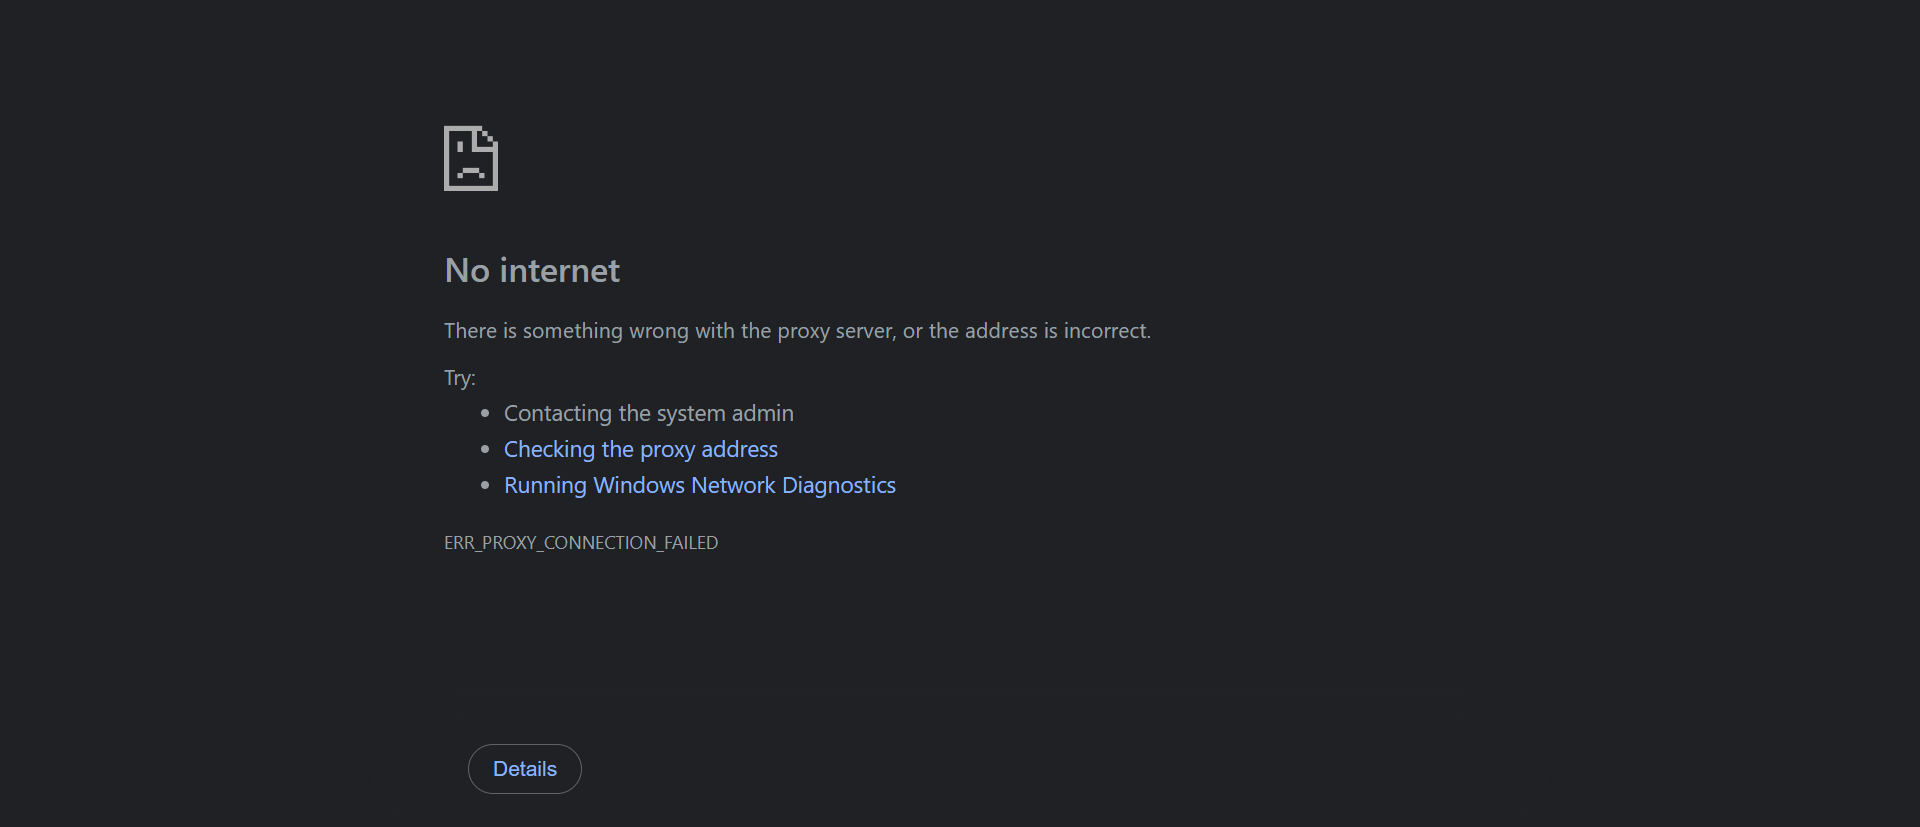 No internet
There is something wrong with the proxy server, or the address is incorrect.
Try:
Contacting the system admin
Checking the proxy address
Running Windows Network Diagnostics
ERR_PROXY_CONNECTION_FAILED
Details